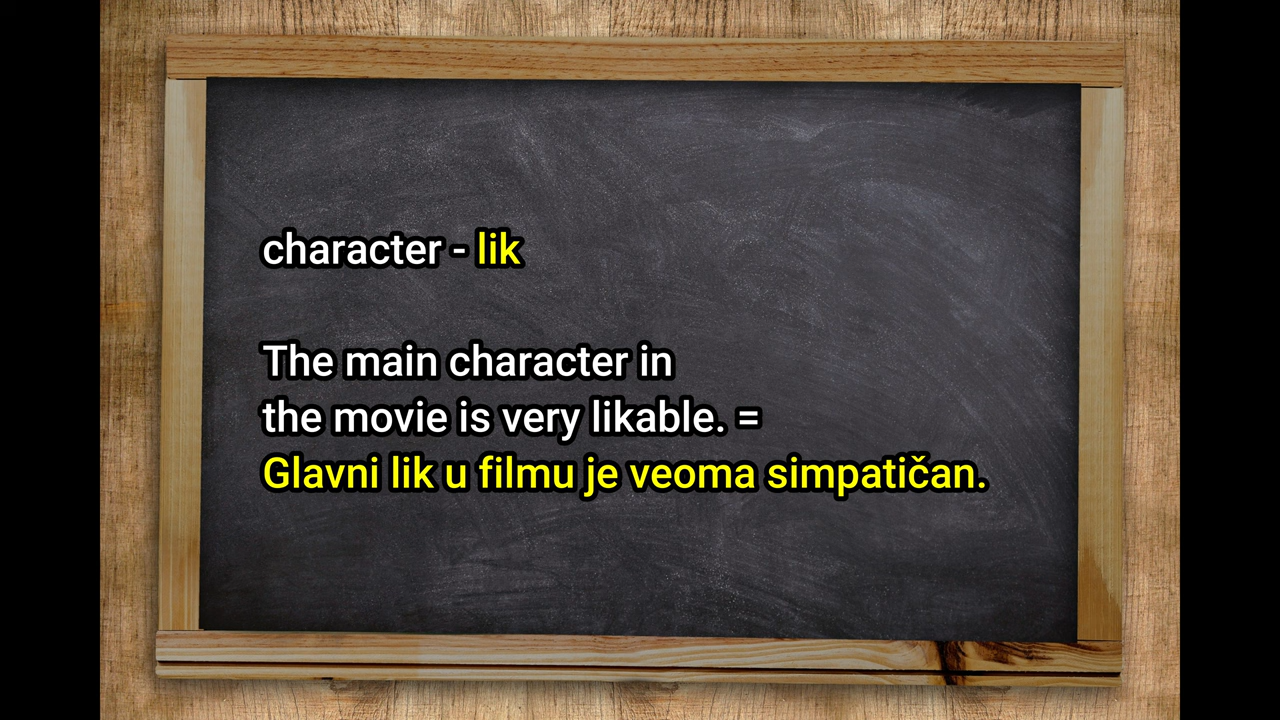 character - lik
The main character in
the movie is very likable. =
Glavni lik u filmu je veoma simpatičan.